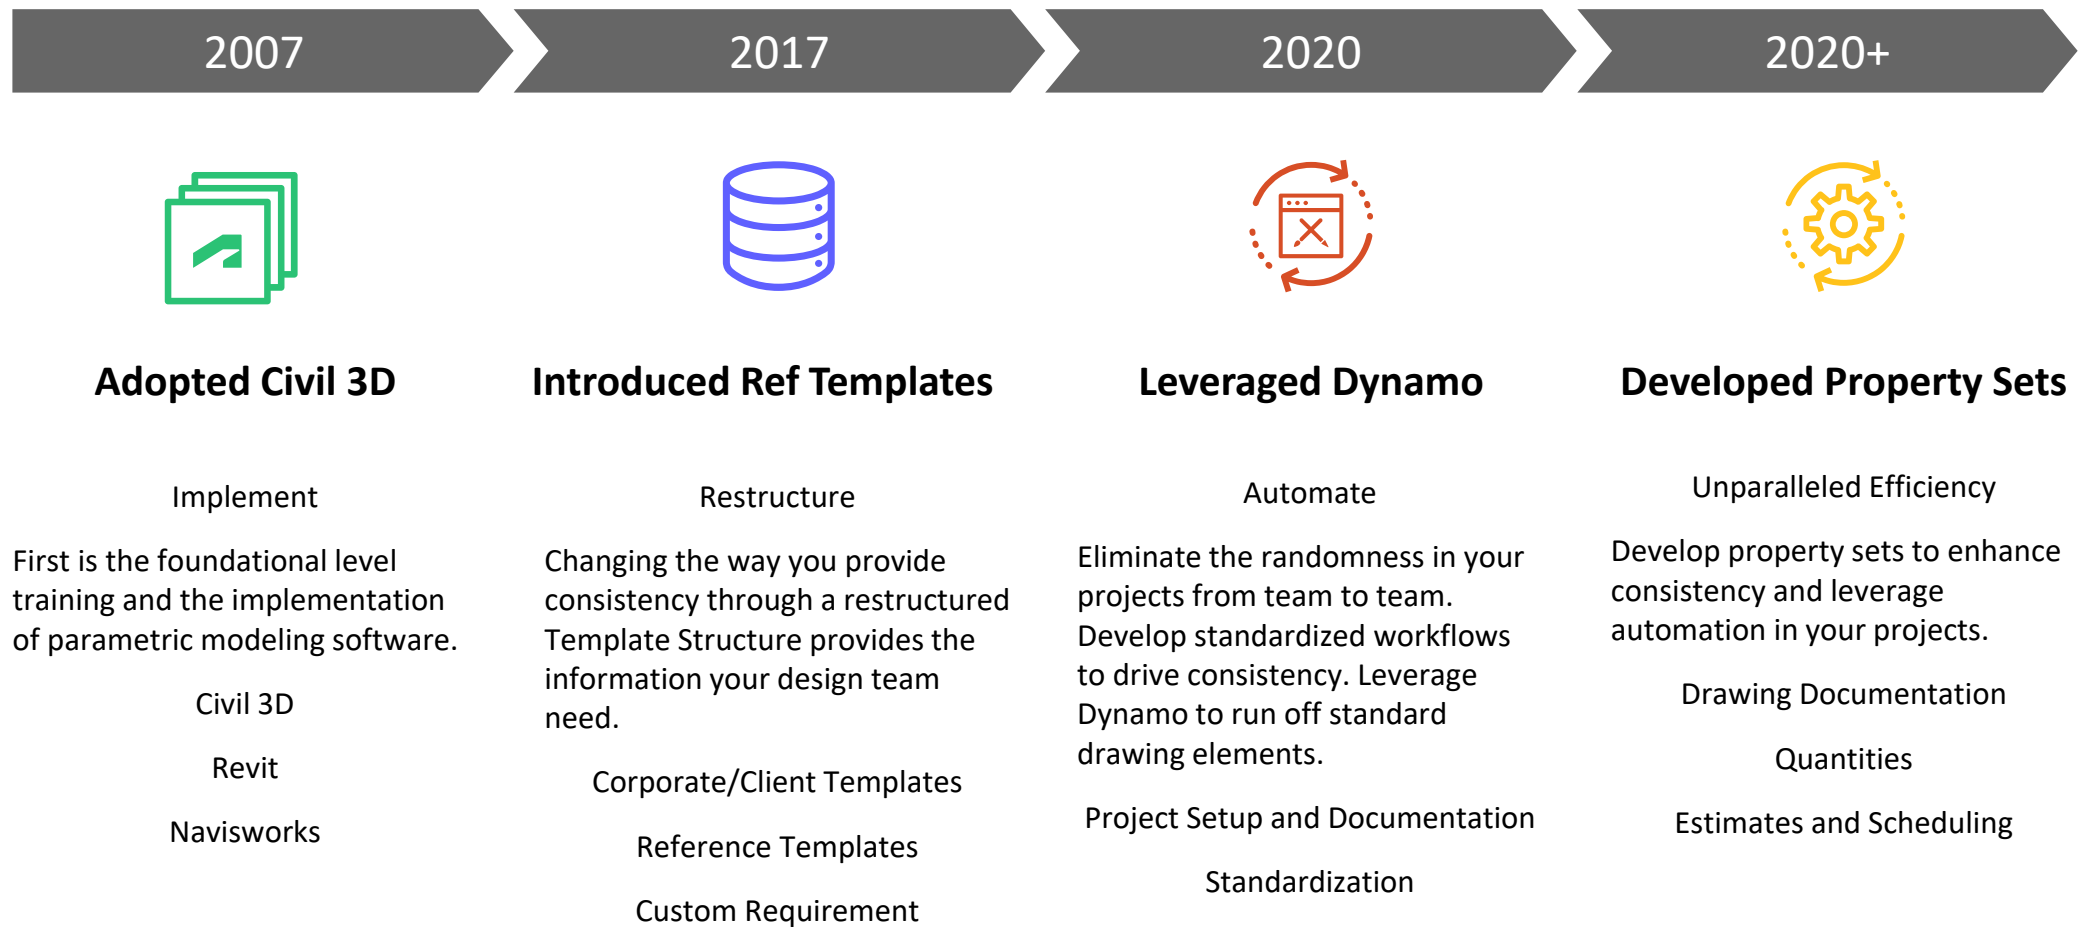 2007
2017
2020
2020+
Adopted Civil 3D
Introduced Ref Templates
Leveraged Dynamo
Developed Property Sets
Implement
First is the foundational level
training and the implementation
of parametric modeling software.
Civil 3D
Revit
Navisworks
Restructure
Changing the way you provide
consistency through a restructured
Template Structure provides the
information your design team
need.
Corporate/Client Templates
Reference Templates
Custom Requirement
Automate
Eliminate the randomness in your
projects from team to team.
Develop standardized workflows
to drive consistency. Leverage
Dynamo to run off standard
drawing elements.
Project Setup and Documentation
Standardization
Unparalleled Efficiency
Develop property sets to enhance
consistency and leverage
automation in your projects.
Drawing Documentation
Quantities
Estimates and Scheduling